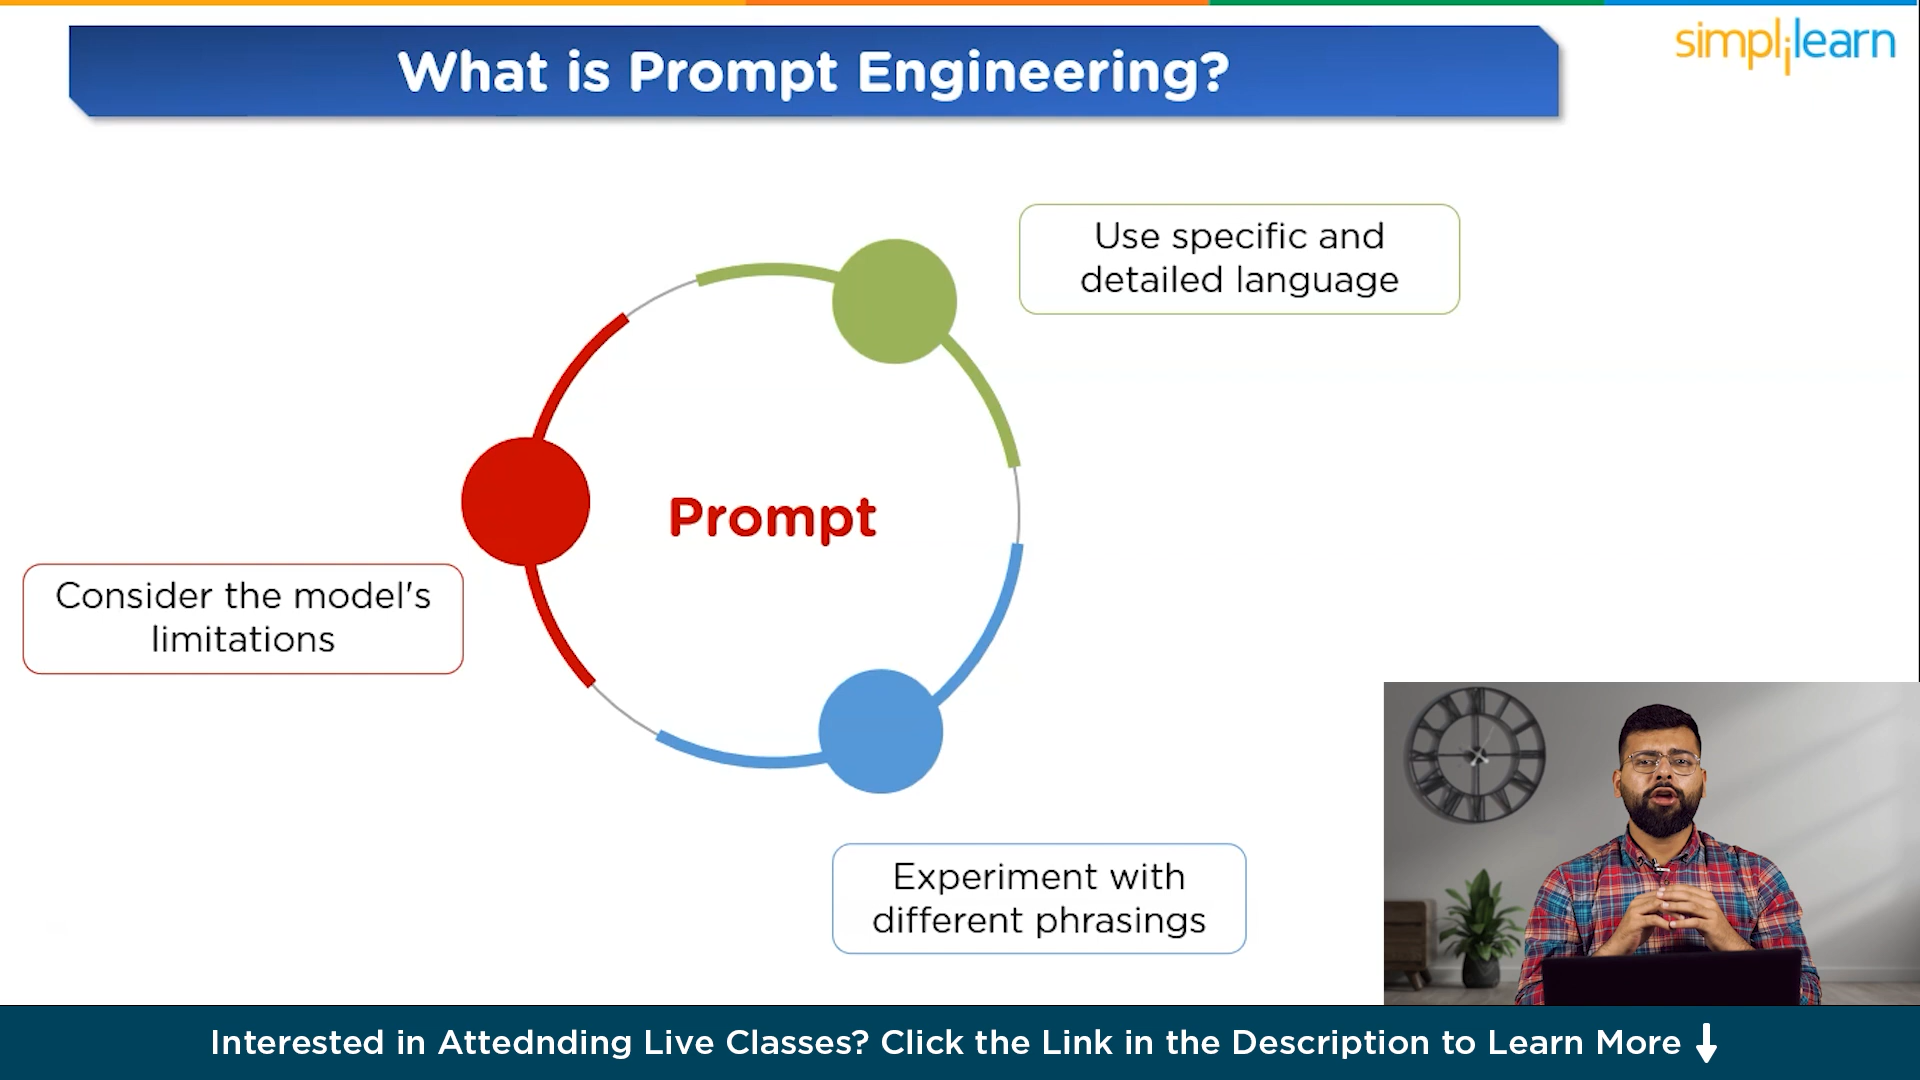 What is Prompt Engineering?
simplilearn
Use specific and
detailed language
Prompt
Consider the model's
limitations
Experiment with
different phrasings
Interested in Attednding Live Classes? Click the Link in the Description to Learn More